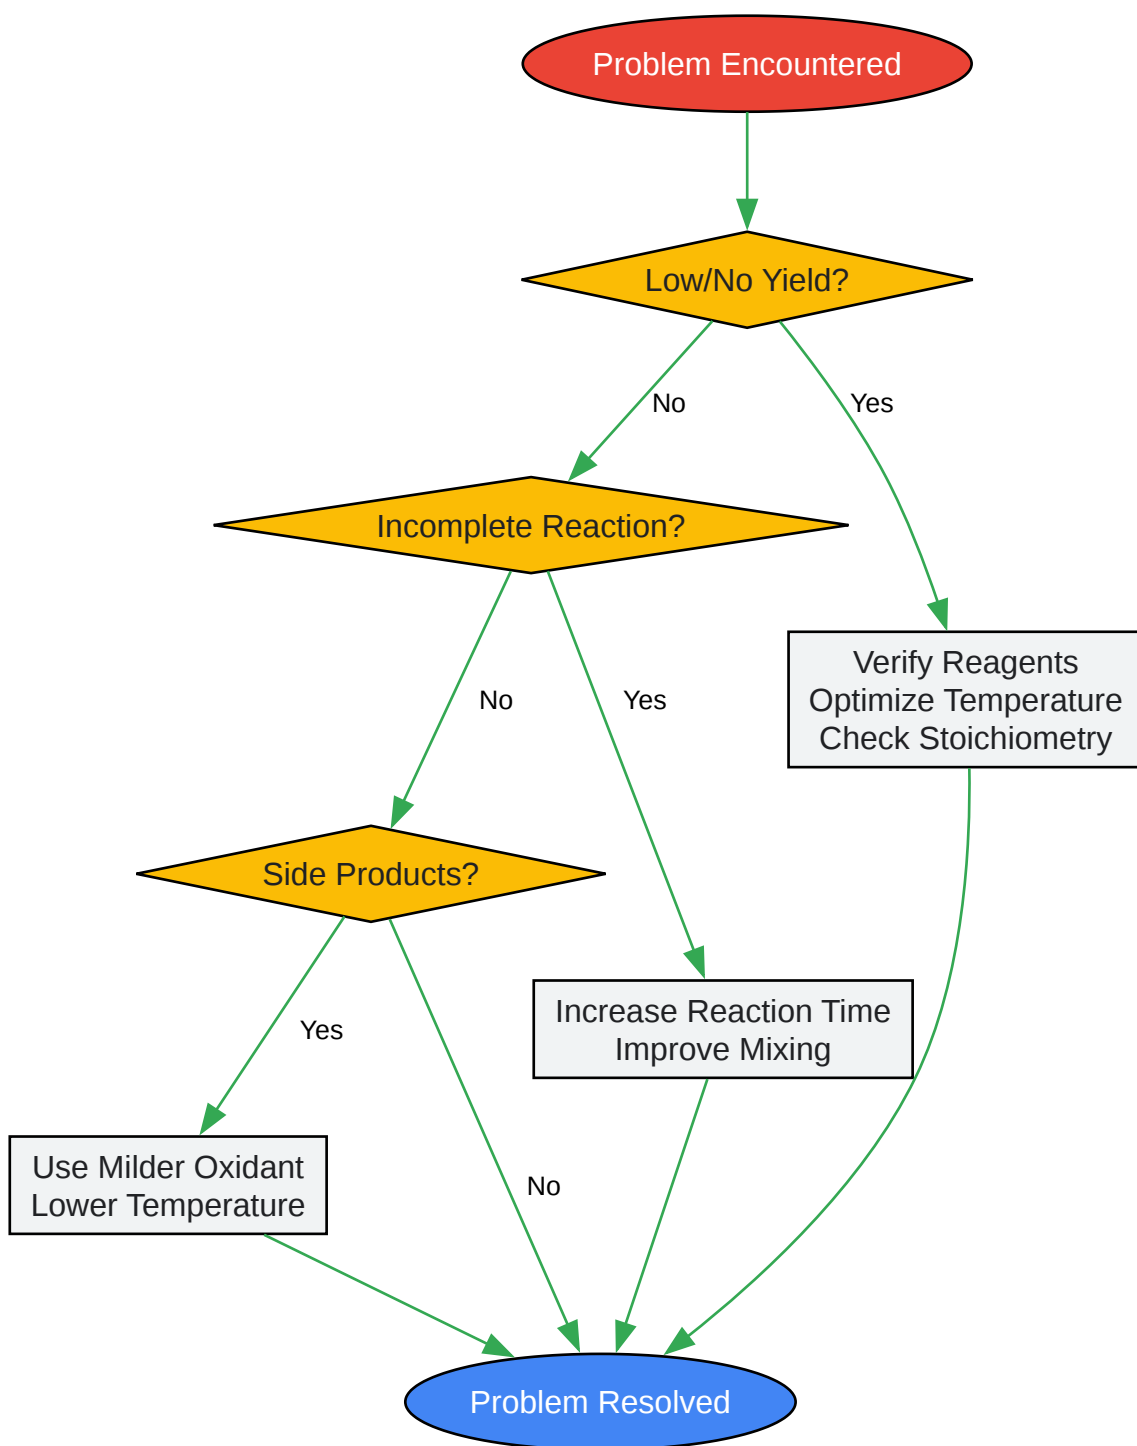 Problem Encountered
Low/No Yield?
No
Yes
Incomplete Reaction?
Verify Reagents
Optimize Temperature
Check Stoichiometry
No
Yes
Side Products?
Increase Reaction Time
Improve Mixing
Yes
Use Milder Oxidant
Lower Temperature
No
Problem Resolved